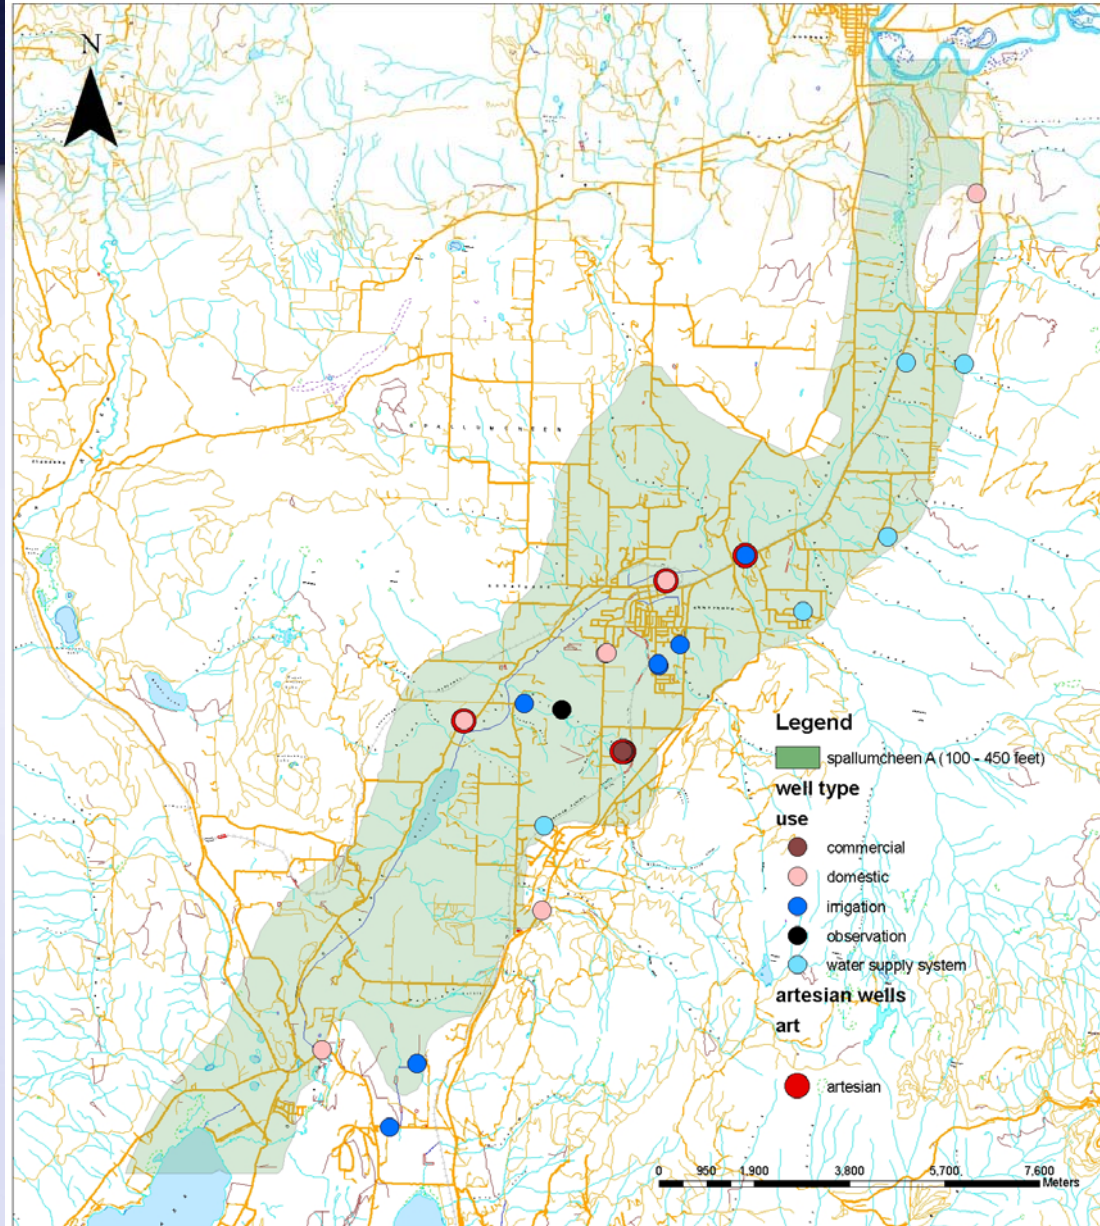 N
SPALLUMCHEEN
Legend
spallumcheen A (100 - 450 feet)
well type
use
commercial
domestic
irrigation
observation
water supply system
artesian wells
art
artesian
0 950 1,900 3,800 5,700 7,600
Meters